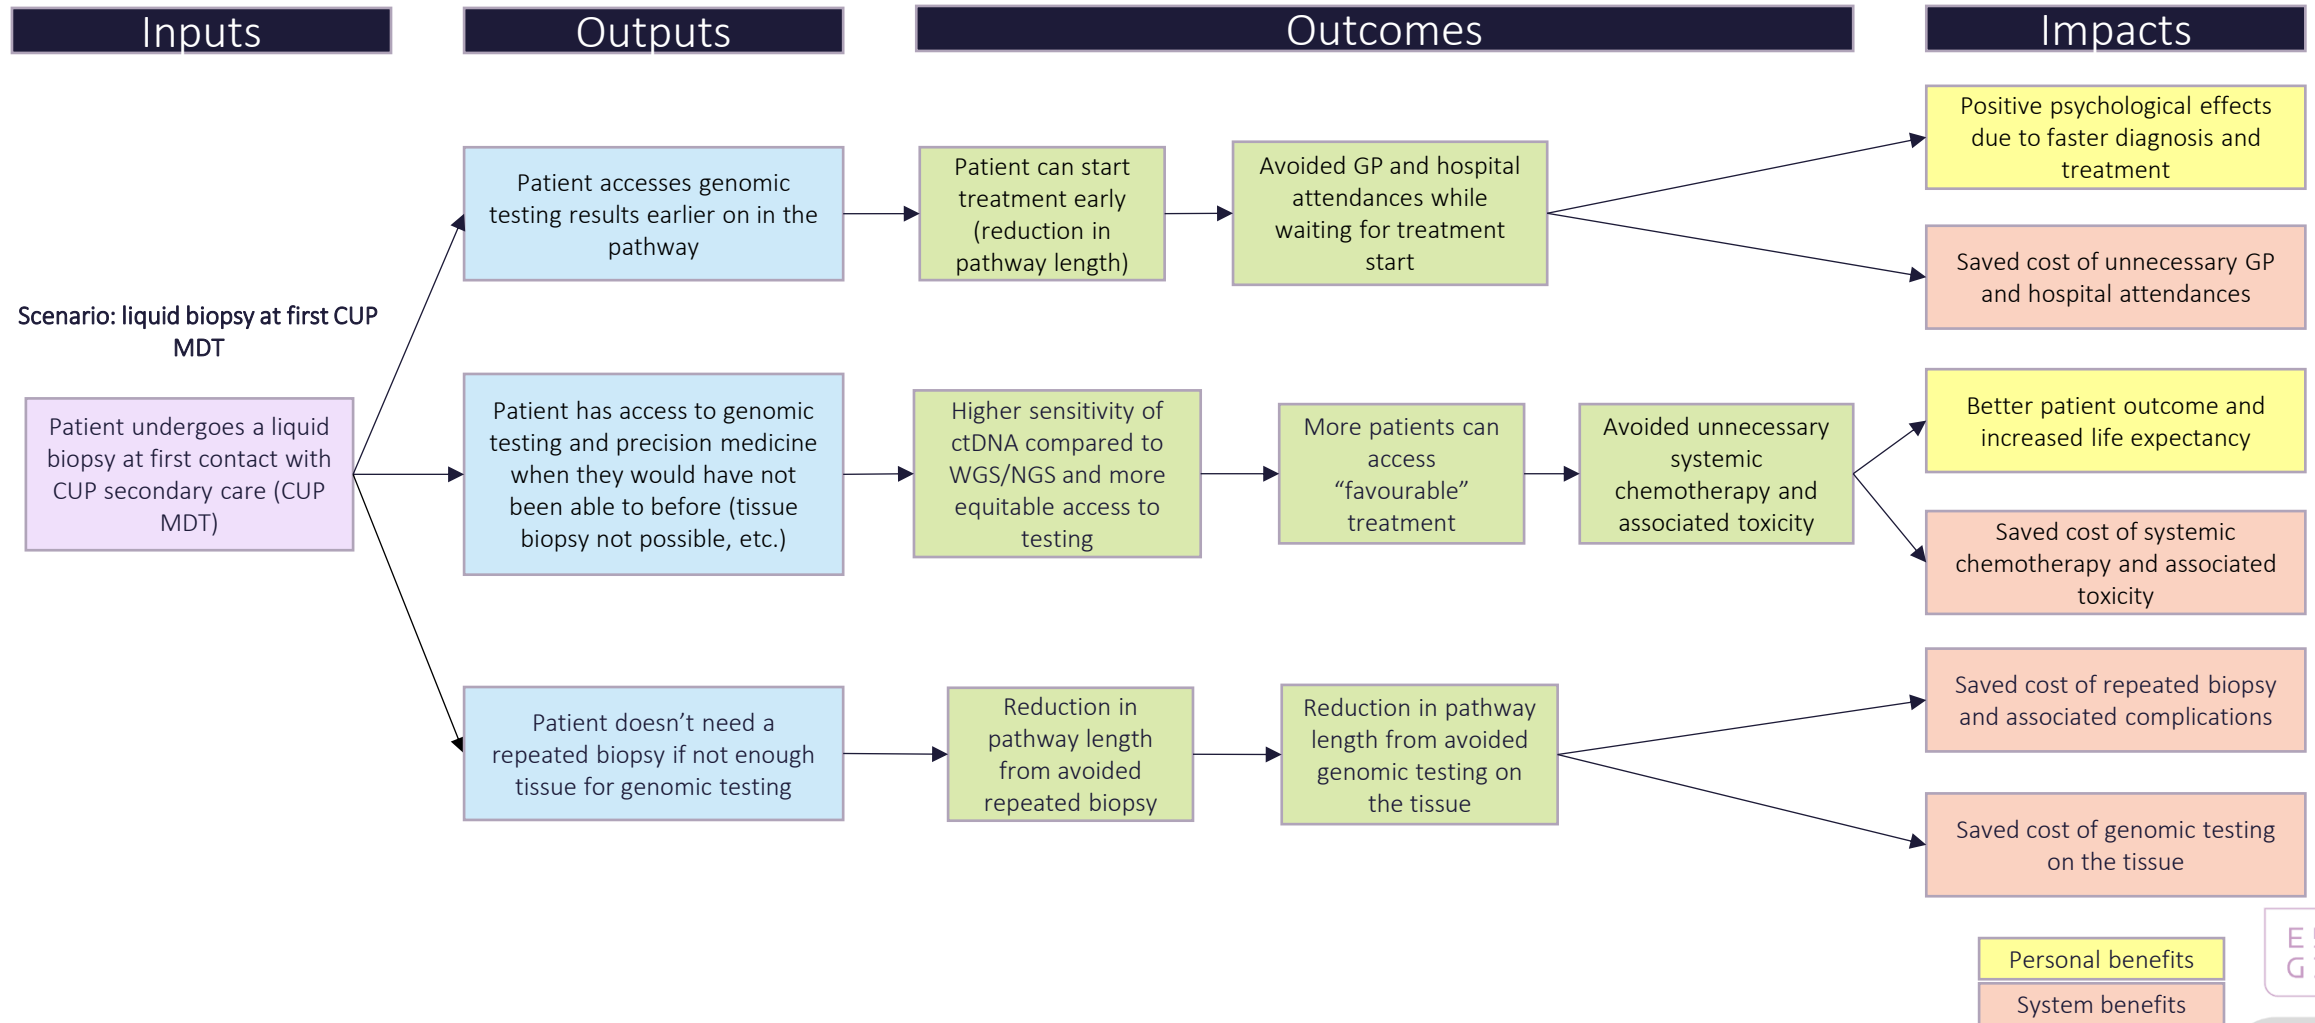 Inputs
Outputs
Outcomes
Impacts
Scenario: liquid biopsy at first CUP
MDT
Patient undergoes a liquid
biopsy at first contact with
CUP secondary care (CUP
MDT)
Patient accesses genomic
testing results earlier on in the
pathway
Patient can start
treatment early
(reduction in
pathway length)
Avoided GP and hospital
attendances while
waiting for treatment
start
Positive psychological effects
due to faster diagnosis and
treatment
Saved cost of unnecessary GP
and hospital attendances
Patient has access to genomic
testing and precision medicine
when they would have not
been able to before (tissue
biopsy not possible, etc.)
Higher sensitivity of
ctDNA compared to
WGS/NGS and more
equitable access to
testing
More patients can
access
“favourable”
treatment
Avoided unnecessary
systemic
chemotherapy and
associated toxicity
Better patient outcome and
increased life expectancy
Saved cost of systemic
chemotherapy and associated
toxicity
Patient doesn’t need a
repeated biopsy if not enough
tissue for genomic testing
Reduction in
pathway length
from avoided
repeated biopsy
Reduction in pathway
length from avoided
genomic testing on
the tissue
Saved cost of repeated biopsy
and associated complications
Saved cost of genomic testing
on the tissue
Personal benefits
System benefits